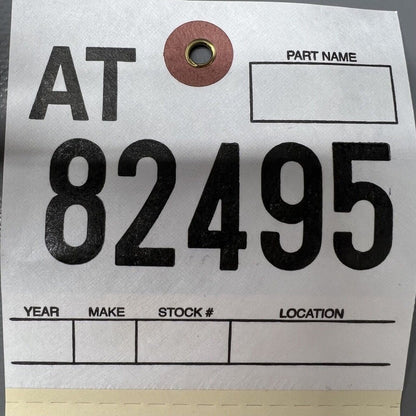 AT
PART NAME
82495
YEAR MAKE STOCK # LOCATION